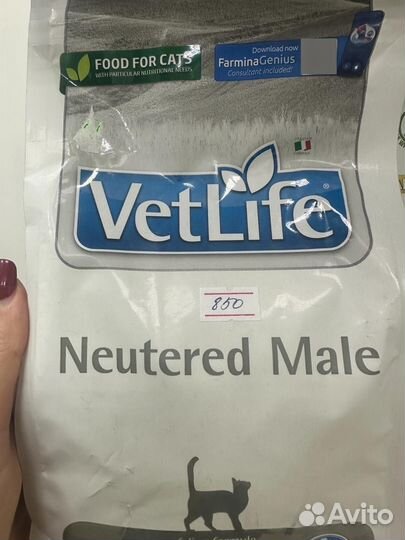 FOOD FOR CATS
WITH PARTICULAR NUTRITIONAL NEEDS
Download now
FarminaGenius
Consultant included!
VetLife®
850
Neutered Male
Avito